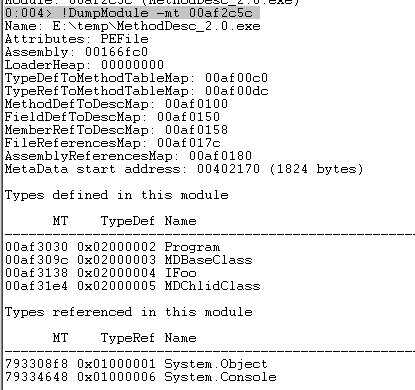 Module: 00af2c5c (MethodDesc_2.0.exe)
0:004> !DumpModule -mt 00af2c5c
Name: E:\temp\MethodDesc_2.0.exe
Attributes: PEFile
Assembly: 00166fc0
LoaderHeap: 00000000
TypeDefToMethodTableMap: 00af00c0
TypeRefToMethodTableMap: 00af00dc
MethodDefToDescMap: 00af0100
FieldDefToDescMap: 00af0150
MemberRefToDescMap: 00af0158
FileReferencesMap: 00af017c
AssemblyReferencesMap: 00af0180
MetaData start address: 00402170 (1824 bytes)
Types defined in this module
MT TypeDef Name
------------------------------------------------------------
00af3030 0x02000002 Program
00af309c 0x02000003 MDBaseClass
00af3138 0x02000004 IFoo
00af31e4 0x02000005 MDChlidClass
Types referenced in this module
MT TypeRef Name
------------------------------------------------------------
793308f8 0x01000001 System.Object
79334648 0x01000006 System.Console